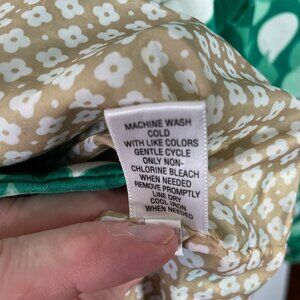 MACHINE WASH
COLD
WITH LIKE COLORS
GENTLE CYCLE
ONLY NON-
CHLORINE BLEACH
WHEN NEEDED
REMOVE PROMPTLY
LINE DRY
COOL IRON
WHEN NEEDED